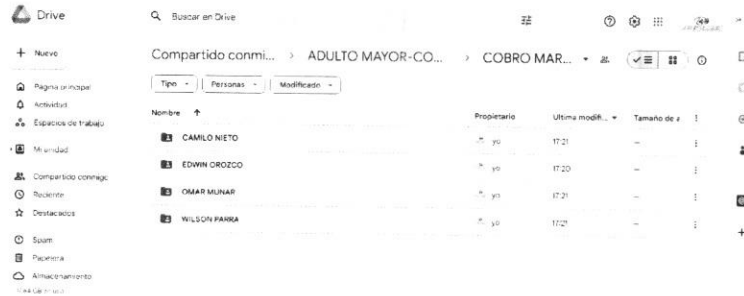 Drive
Buscar en Drive
Nuevo
Compartido conmi... > ADULTO MAYOR-CO... > COBRO MAR...
Página principal
Actividad
Espacios de trabajo
Mi unidad
Compartido conmigo
Reciente
Destacados
Spam
Papelera
Almacenamiento
Tipo
Personas
Modificado
Nombre ↑ Propietario Última modifi... Tamaño de a
CAMILO NIETO yo 17:21 –
EDWIN OROZCO yo 17:20 –
OMAR MUNAR yo 17:21 –
WILSON PARRA yo 17:21 –